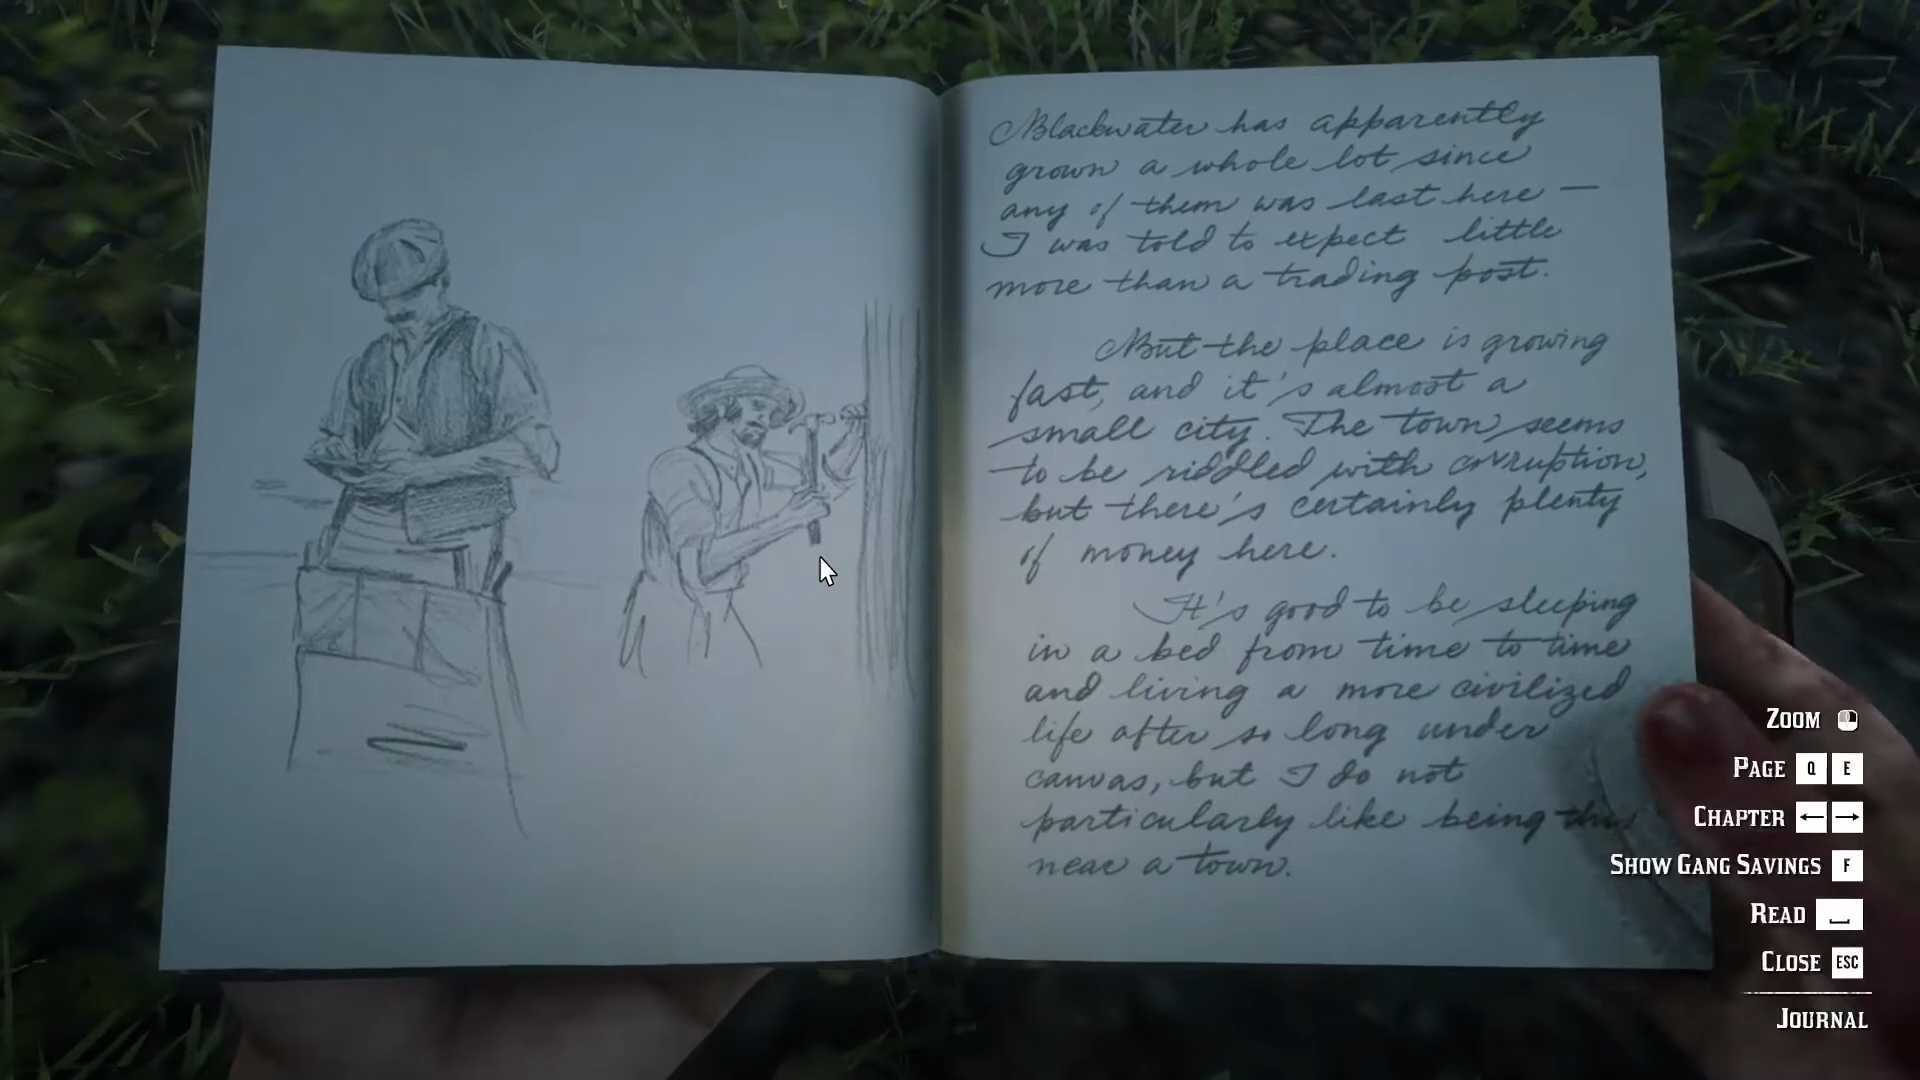 Blackwater has apparently
grown a whole lot since
any of them was last here —
I was told to expect little
more than a trading post.
But the place is growing
fast, and it's almost a
small city. The town seems
to be riddled with corruption,
but there's certainly plenty
of money here.
It's good to be sleeping
in a bed from time to time
and living a more civilized
life after so long under
canvas, but I do not
particularly like being this
near a town.
ZOOM
PAGE Q E
CHAPTER ← →
SHOW GANG SAVINGS F
READ
CLOSE ESC
JOURNAL